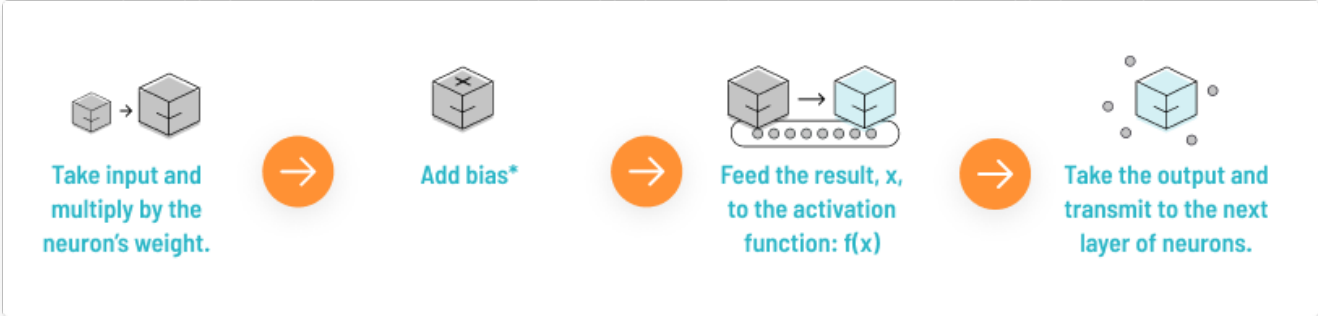 Take input and
multiply by the
neuron's weight.
Add bias*
Feed the result, x,
to the activation
function: f(x)
Take the output and
transmit to the next
layer of neurons.